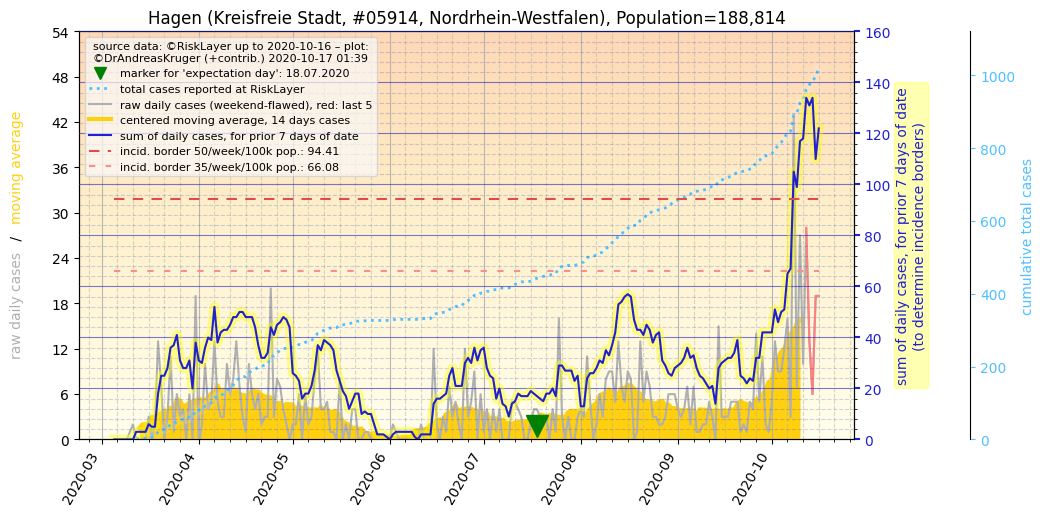 Hagen (Kreisfreie Stadt, #05914, Nordrhein-Westfalen), Population=188,814
source data: ©RiskLayer up to 2020-10-16 – plot:
©DrAndreasKruger (+contrib.) 2020-10-17 01:39
marker for 'expectation day': 18.07.2020
total cases reported at RiskLayer
raw daily cases (weekend-flawed), red: last 5
centered moving average, 14 days cases
sum of daily cases, for prior 7 days of date
incid. border 50/week/100k pop.: 94.41
incid. border 35/week/100k pop.: 66.08
raw daily cases / moving average
54
48
42
36
30
24
18
12
6
0
2020-03
2020-04
2020-05
2020-06
2020-07
2020-08
2020-09
2020-10
160
140
120
100
80
60
40
20
0
sum of daily cases, for prior 7 days of date
(to determine incidence borders)
1000
800
600
400
200
0
cumulative total cases